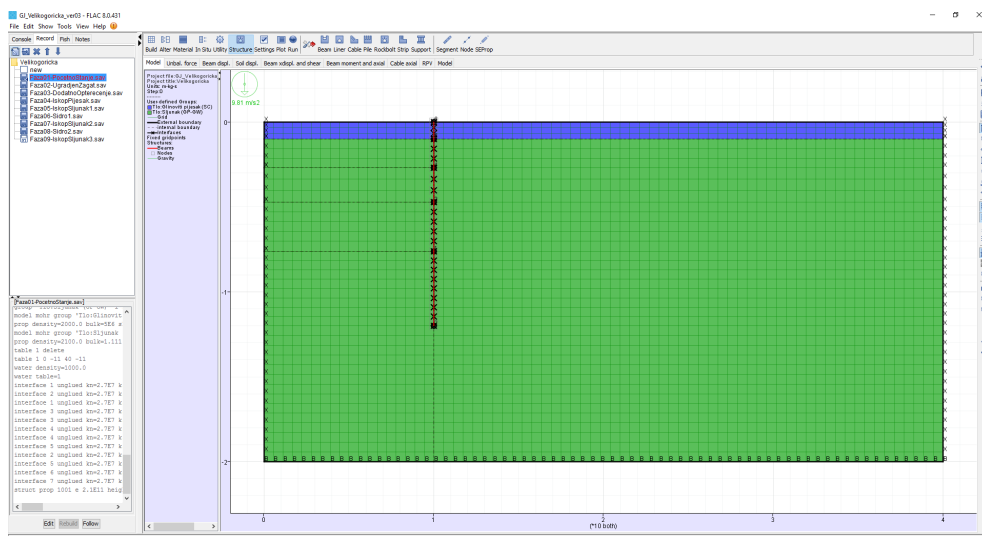 GJ_Velikogoricka_ver03 - FLAC 8.0.431
File Edit Show Tools View Help
Console Record Fish Notes
Build Alter Material In Situ Utility Structure Settings Plot Run Beam Liner Cable Pile Rockbolt Strip Support Segment Node SEProp
Model Unbal. force Beam displ. Soil displ. Beam xdispl. and shear Beam moment and axial Cable axial RPV Model
Velikogoricka
new
Faza01-PocetnoStanje.sav
Faza02-UgradjenZagat.sav
Faza03-DodatnoOpterecenje.sav
Faza04-IskopPijesak.sav
Faza05-IskopSljunak1.sav
Faza06-Sidro1.sav
Faza07-IskopSljunak2.sav
Faza08-Sidro2.sav
Faza09-IskopSljunak3.sav
[Faza01-PocetnoStanje.sav]
model mohr group 'Tlo:Glinovit
prop density=2000.0 bulk=5E8 s
model mohr group 'Tlo:Sljunak
prop density=2100.0 bulk=1.111
table 1 delete
table 1 0 -11 40 -11
water density=1000.0
water table=1
interface 1 unglued kn=2.7E7 k
interface 2 unglued kn=2.7E7 k
interface 1 unglued kn=2.7E7 k
interface 3 unglued kn=2.7E7 k
interface 3 unglued kn=2.7E7 k
interface 4 unglued kn=2.7E7 k
interface 4 unglued kn=2.7E7 k
interface 5 unglued kn=2.7E7 k
interface 2 unglued kn=2.7E7 k
interface 5 unglued kn=2.7E7 k
interface 6 unglued kn=2.7E7 k
interface 7 unglued kn=2.7E7 k
struct prop 1001 e 2.1E11 heig
Edit Rebuild Follow
Project file:GJ_Velikogoricka
Project title:Velikogoricka
Units: m-kg-s
Step:0
User-defined Groups:
Tlo:Glinoviti pijesak (SC)
Tlo:Sljunak (GP-GW)
Grid
External boundary
internal boundary
interfaces
Fixed gridpoints
Structures:
Beams
Nodes
Gravity
9.81 m/s2
0
-1
-2
0 1 2 3 4
(*10 both)